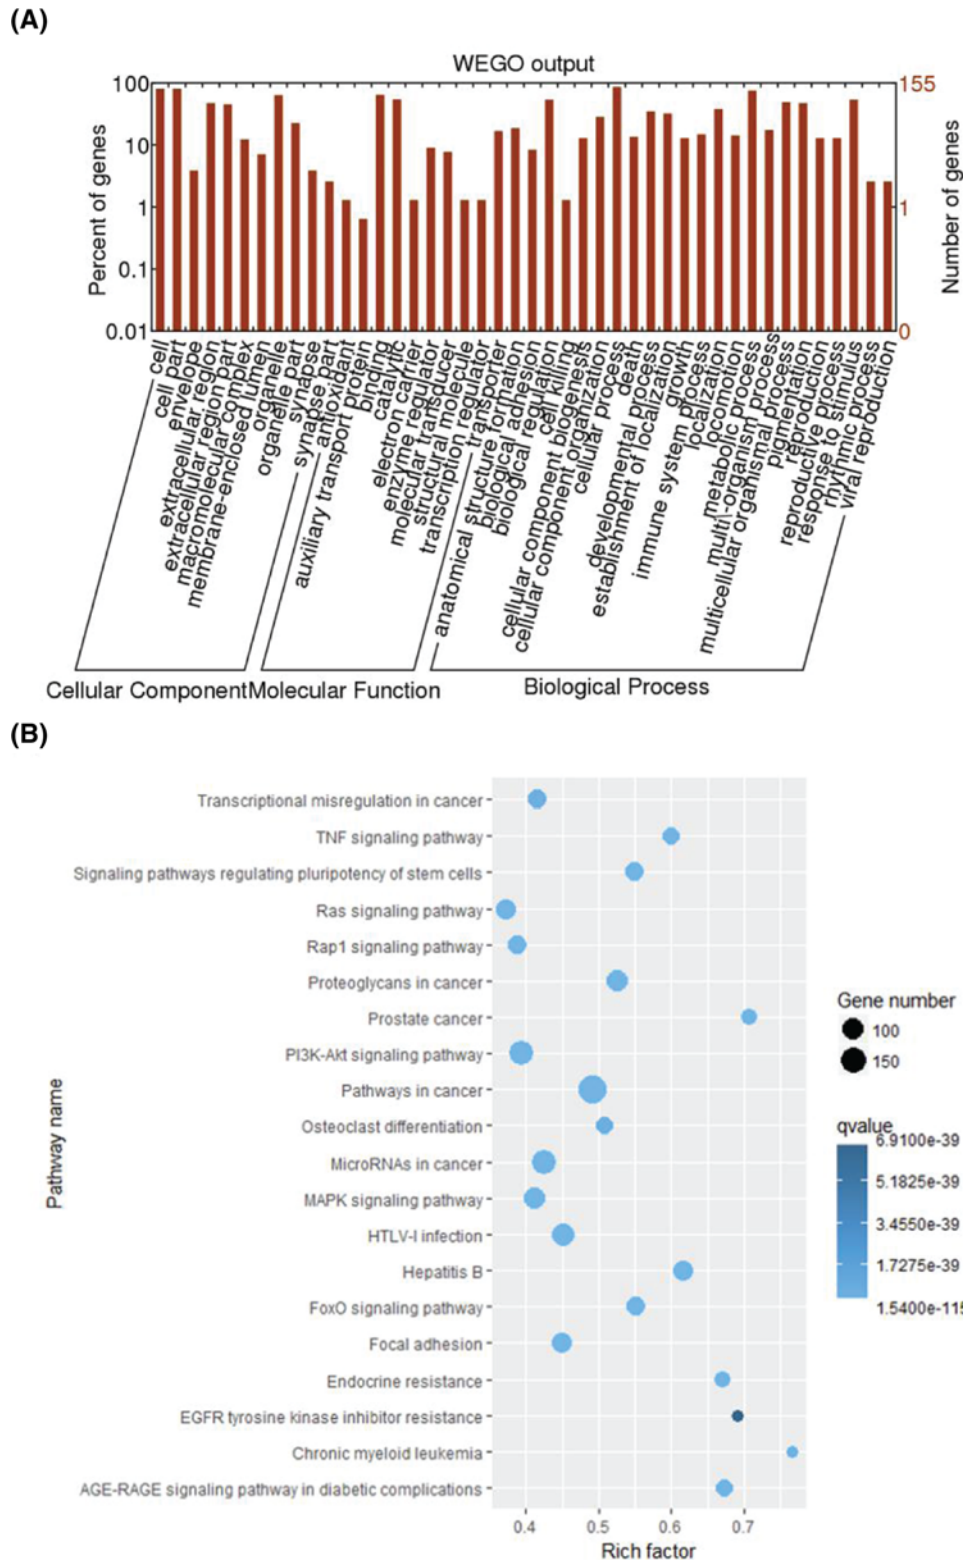 (A)
WEGO output
100
10
1
0.1
0.01
Percent of genes
155
1
0
Number of genes
cell
cell part
envelope
extracellular region
extracellular region part
macromolecular complex
membrane-enclosed lumen
organelle
organelle part
synapse
synapse part
antioxidant
auxiliary transport protein
binding
catalytic
electron carrier
enzyme regulator
molecular transducer
structural molecule
transcription regulator
transporter
anatomical structure formation
biological adhesion
biological regulation
cell killing
cellular component biogenesis
cellular component organization
cellular process
death
developmental process
establishment of localization
growth
immune system process
localization
locomotion
metabolic process
multi\-organism process
multicellular organismal process
pigmentation
reproduction
reproductive process
response to stimulus
rhythmic process
viral reproduction
Cellular Component
Molecular Function
Biological Process
(B)
Pathway name
Transcriptional misregulation in cancer
TNF signaling pathway
Signaling pathways regulating pluripotency of stem cells
Ras signaling pathway
Rap1 signaling pathway
Proteoglycans in cancer
Prostate cancer
PI3K-Akt signaling pathway
Pathways in cancer
Osteoclast differentiation
MicroRNAs in cancer
MAPK signaling pathway
HTLV-I infection
Hepatitis B
FoxO signaling pathway
Focal adhesion
Endocrine resistance
EGFR tyrosine kinase inhibitor resistance
Chronic myeloid leukemia
AGE-RAGE signaling pathway in diabetic complications
0.4 0.5 0.6 0.7
Rich factor
Gene number
100
150
qvalue
6.9100e-39
5.1825e-39
3.4550e-39
1.7275e-39
1.5400e-115